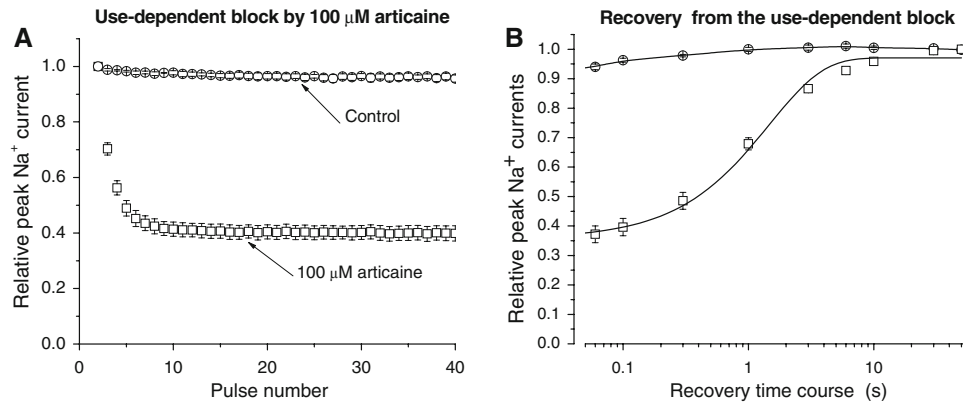 Use-dependent block by 100 μM articaine
A
Relative peak Na+ current
1.0
0.8
0.6
0.4
0.2
0.0
Control
100 μM articaine
0
10
20
30
40
Pulse number
Recovery from the use-dependent block
B
Relative peak Na+ currents
1.0
0.9
0.8
0.7
0.6
0.5
0.4
0.3
0.2
0.1
0.0
0.1
1
10
Recovery time course (s)